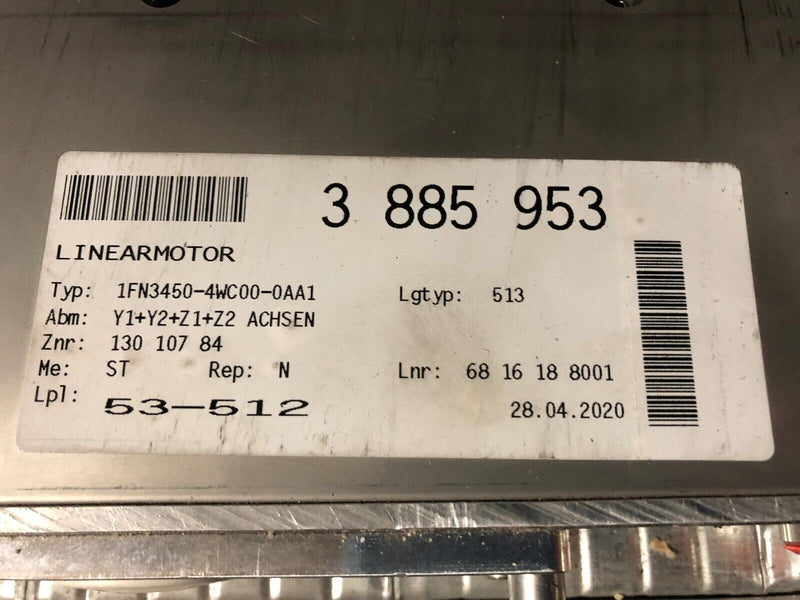 3 885 953
LINEARMOTOR
Typ: 1FN3450-4WC00-0AA1 Lgtyp: 513
Abm: Y1+Y2+Z1+Z2 ACHSEN
Znr: 130 107 84
Me: ST Rep: N Lnr: 68 16 18 8001
Lpl: 53-512 28.04.2020